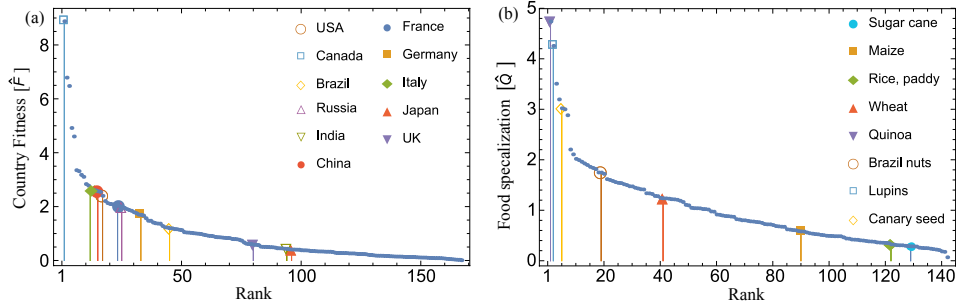 (a)
Country Fitness [F̂]
8
6
4
2
0
1
50
100
150
Rank
USA
Canada
Brazil
Russia
India
China
France
Germany
Italy
Japan
UK
(b)
Food specalization [Q̂]
5
4
3
2
1
0
1
20
40
60
80
100
120
140
Rank
Sugar cane
Maize
Rice, paddy
Wheat
Quinoa
Brazil nuts
Lupins
Canary seed